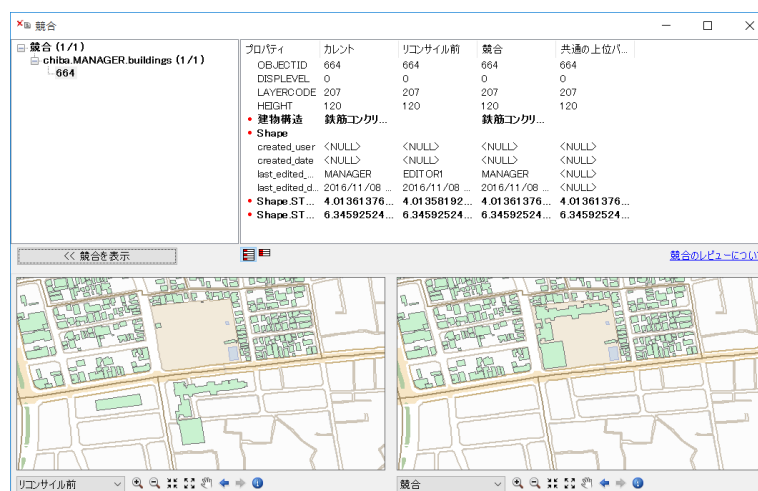 競合
競合 (1/1)
chiba.MANAGER.buildings (1/1)
664
プロパティ カレント リコンサイル前 競合 共通の上位バ...
OBJECTID 664 664 664 664
DISPLEVEL 0 0 0 0
LAYERCODE 207 207 207 207
HEIGHT 120 120 120 120
建物構造 鉄筋コンクリ... 鉄筋コンクリ...
Shape
created_user <NULL> <NULL> <NULL> <NULL>
created_date <NULL> <NULL> <NULL> <NULL>
last_edited_... MANAGER EDITOR1 MANAGER <NULL>
last_edited_d... 2016/11/08 ... 2016/11/08 ... 2016/11/08 ... <NULL>
Shape.ST... 4.01361376... 4.01358192... 4.01361376... 4.01361376...
Shape.ST... 6.34592524... 6.34592524... 6.34592524... 6.34592524...
<< 競合を表示
競合のレビューについ
リコンサイル前
競合